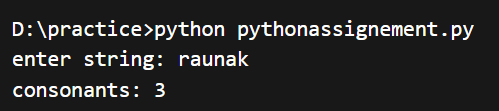 D:\practice>python pythonassignement.py
enter string: raunak
consonants: 3